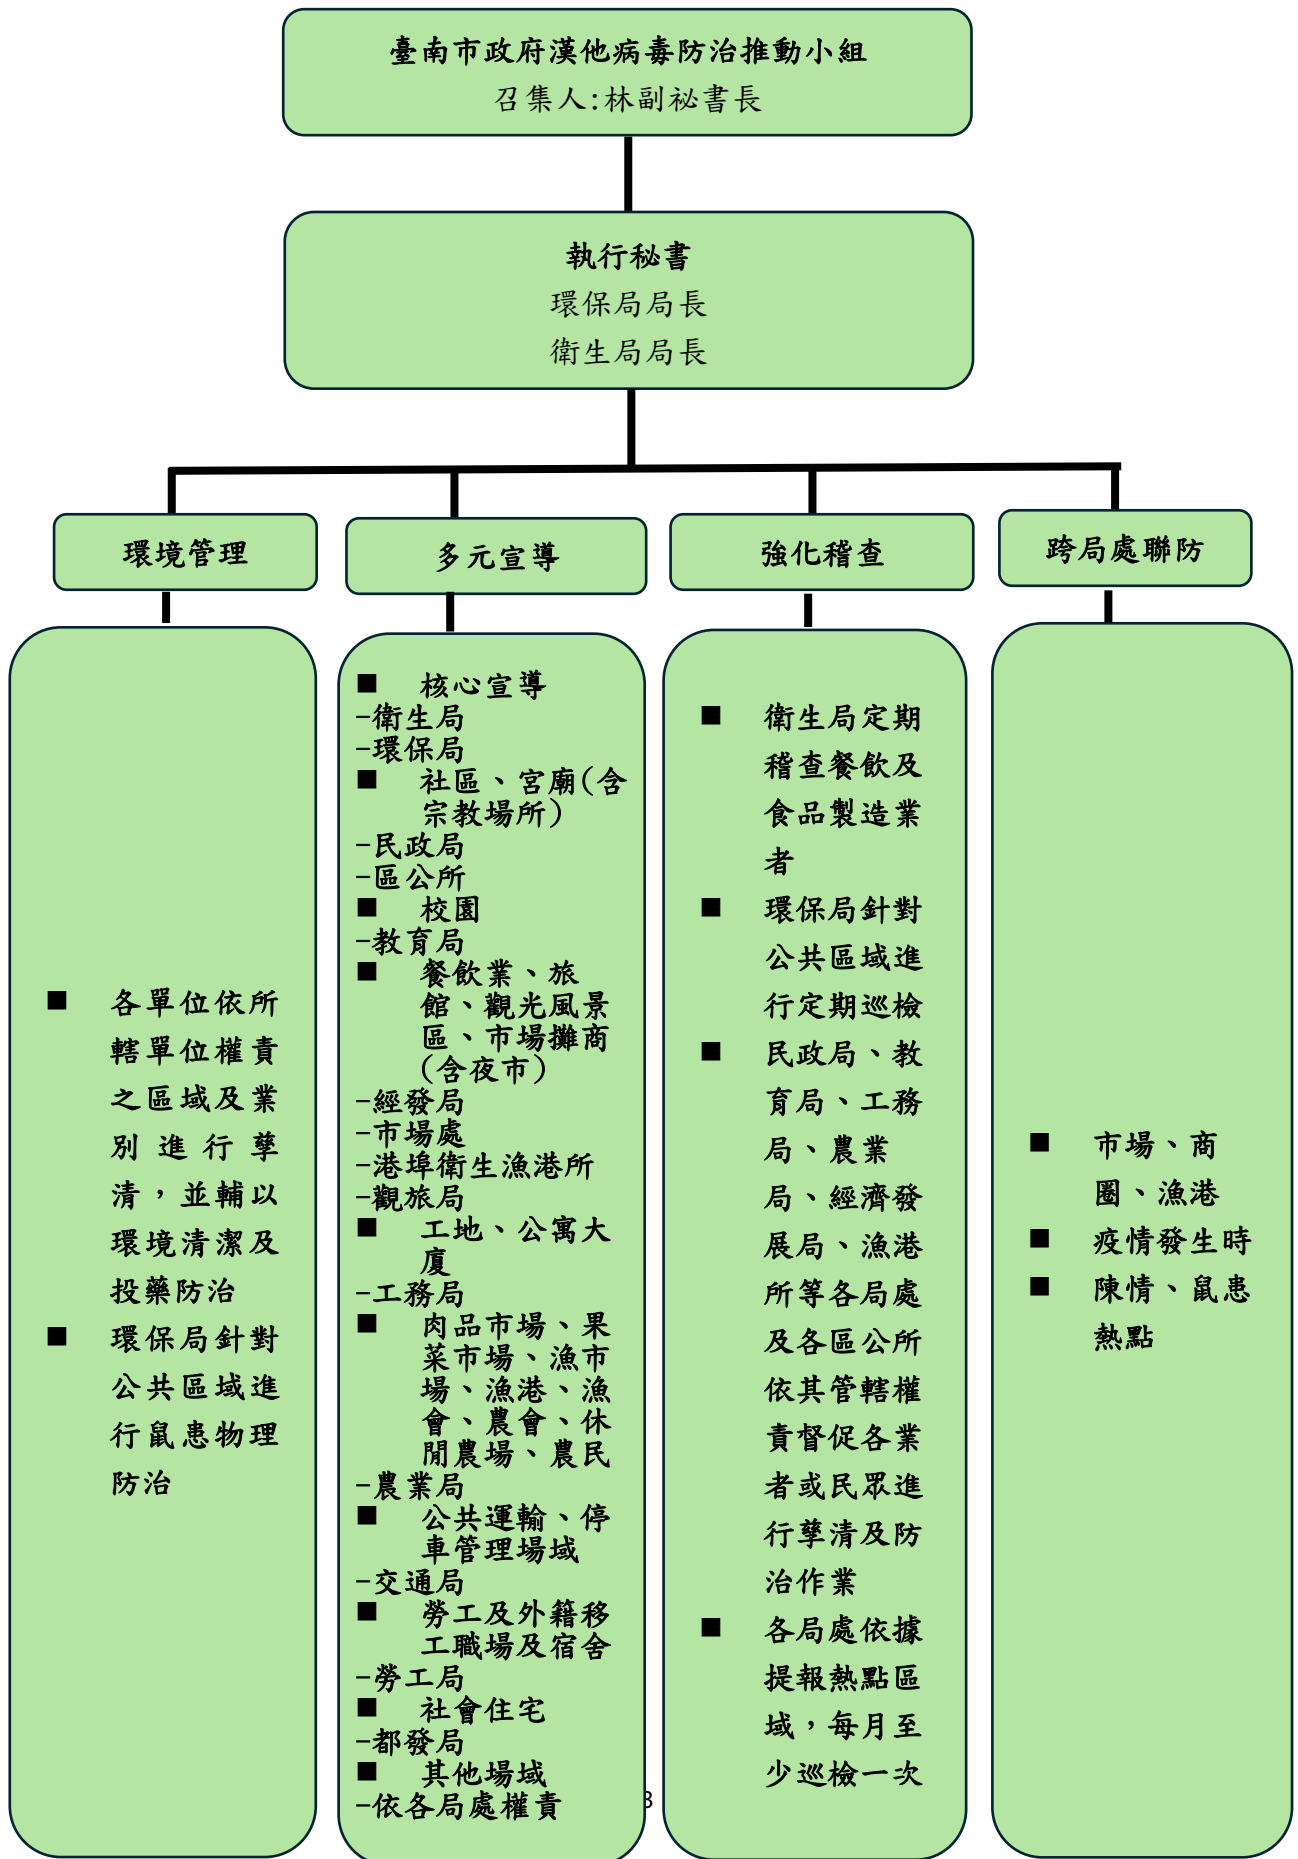 臺南市政府漢他病毒防治推動小組
召集人:林副祕書長
執行秘書
環保局局長
衛生局局長
環境管理
多元宣導
強化稽查
跨局處聯防
■ 各單位依所
轄單位權責
之區域及業
別進行孳
清，並輔以
環境清潔及
投藥防治
■ 環保局針對
公共區域進
行鼠患物理
防治
■ 核心宣導
-衛生局
-環保局
■ 社區、宮廟(含
宗教場所)
-民政局
-區公所
■ 校園
-教育局
■ 餐飲業、旅
館、觀光風景
區、市場攤商
(含夜市)
-經發局
-市場處
-港埠衛生漁港所
-觀旅局
■ 工地、公寓大
廈
-工務局
■ 肉品市場、果
菜市場、漁市
場、漁港、漁
會、農會、休
閒農場、農民
-農業局
■ 公共運輸、停
車管理場域
-交通局
■ 勞工及外籍移
工職場及宿舍
-勞工局
■ 社會住宅
-都發局
■ 其他場域
-依各局處權責
■ 衛生局定期
稽查餐飲及
食品製造業
者
■ 環保局針對
公共區域進
行定期巡檢
■ 民政局、教
育局、工務
局、農業
局、經濟發
展局、漁港
所等各局處
及各區公所
依其管轄權
責督促各業
者或民眾進
行孳清及防
治作業
■ 各局處依據
提報熱點區
域，每月至
少巡檢一次
■ 市場、商
圈、漁港
■ 疫情發生時
■ 陳情、鼠患
熱點
3